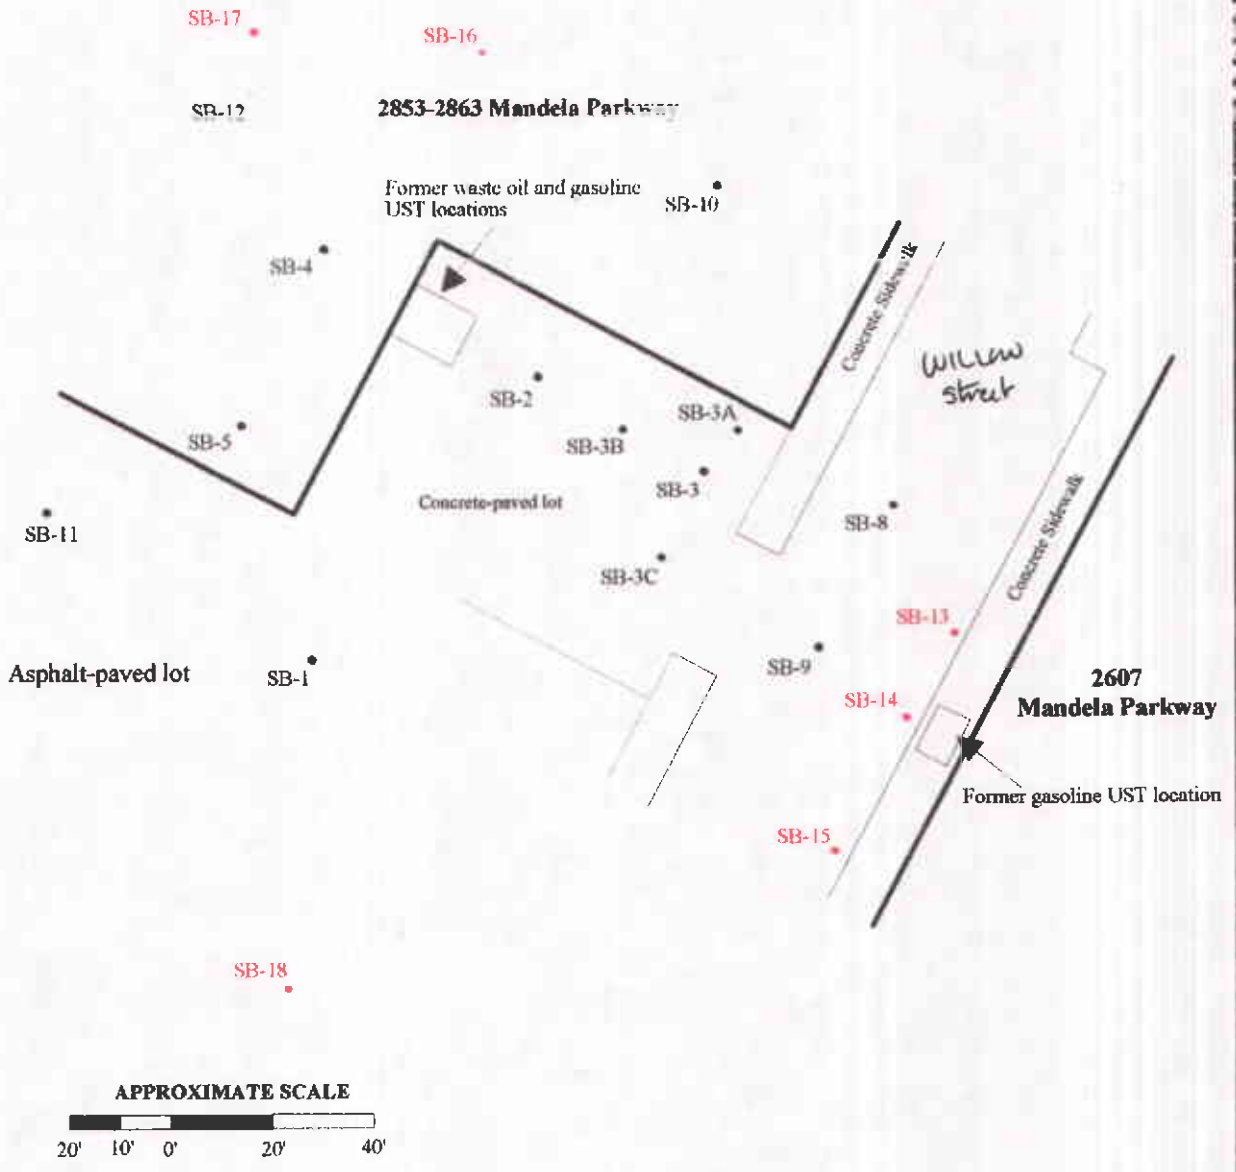 SB-17
SB-16
SB-12
2853-2863 Mandela Parkway
Former waste oil and gasoline
UST locations
SB-10
SB-4
Concrete Sidewalk
WILLOW
street
SB-2
SB-3A
SB-5
SB-3B
SB-3
Concrete-paved lot
SB-8
SB-11
Concrete Sidewalk
SB-3C
SB-13
SB-9
Asphalt-paved lot
SB-1
2607
Mandela Parkway
SB-14
Former gasoline UST location
SB-15
SB-18
APPROXIMATE SCALE
20' 10' 0' 20' 40'